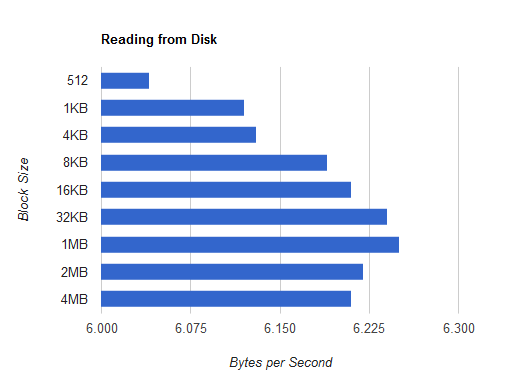 Reading from Disk
512
1KB
4KB
8KB
16KB
32KB
1MB
2MB
4MB
Block Size
6.000 6.075 6.150 6.225 6.300
Bytes per Second